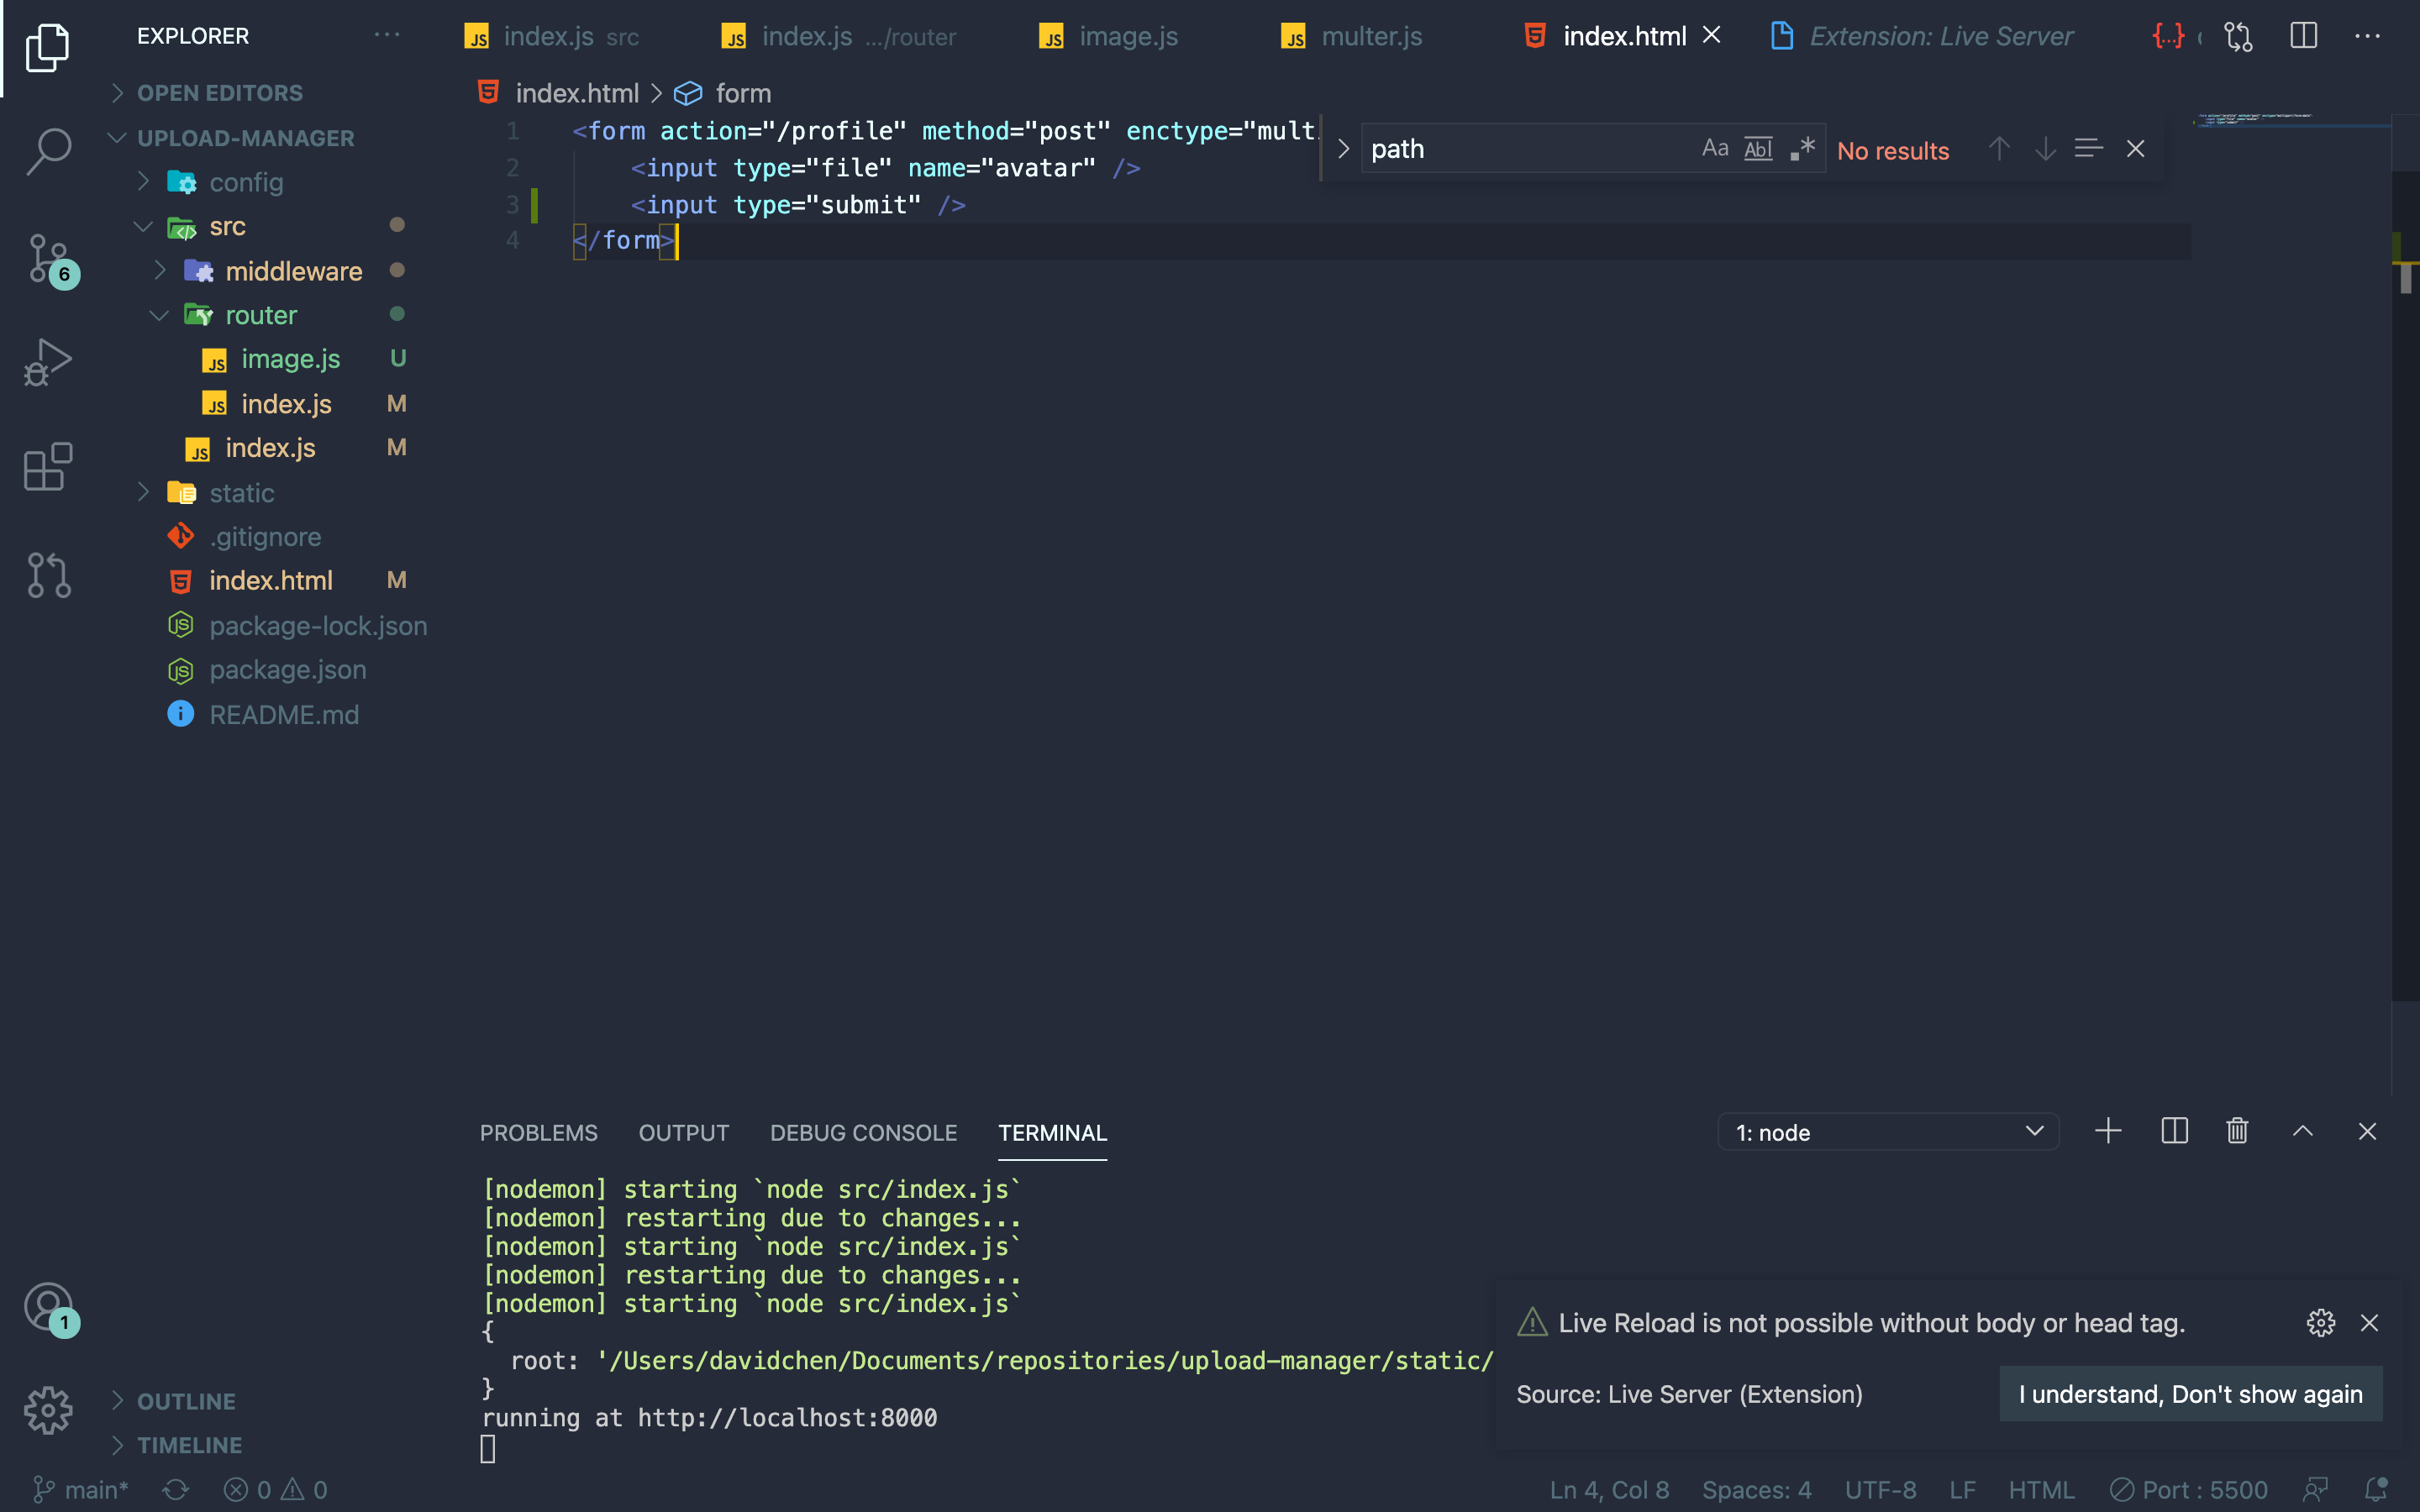 EXPLORER
index.js src
index.js .../router
image.js
multer.js
index.html
Extension: Live Server
OPEN EDITORS
UPLOAD-MANAGER
config
src
middleware
router
image.js U
index.js M
index.js M
static
.gitignore
index.html M
package-lock.json
package.json
README.md
OUTLINE
TIMELINE
6
1
index.html > form
1 <form action="/profile" method="post" enctype="mult
2 <input type="file" name="avatar" />
3 <input type="submit" />
4 </form>
path
Aa Abl .*
No results
PROBLEMS OUTPUT DEBUG CONSOLE TERMINAL
1: node
[nodemon] starting `node src/index.js`
[nodemon] restarting due to changes...
[nodemon] starting `node src/index.js`
[nodemon] restarting due to changes...
[nodemon] starting `node src/index.js`
{
root: '/Users/davidchen/Documents/repositories/upload-manager/static/
}
running at http://localhost:8000
Live Reload is not possible without body or head tag.
Source: Live Server (Extension)
I understand, Don't show again
main* 0 0
Ln 4, Col 8 Spaces: 4 UTF-8 LF HTML Port : 5500